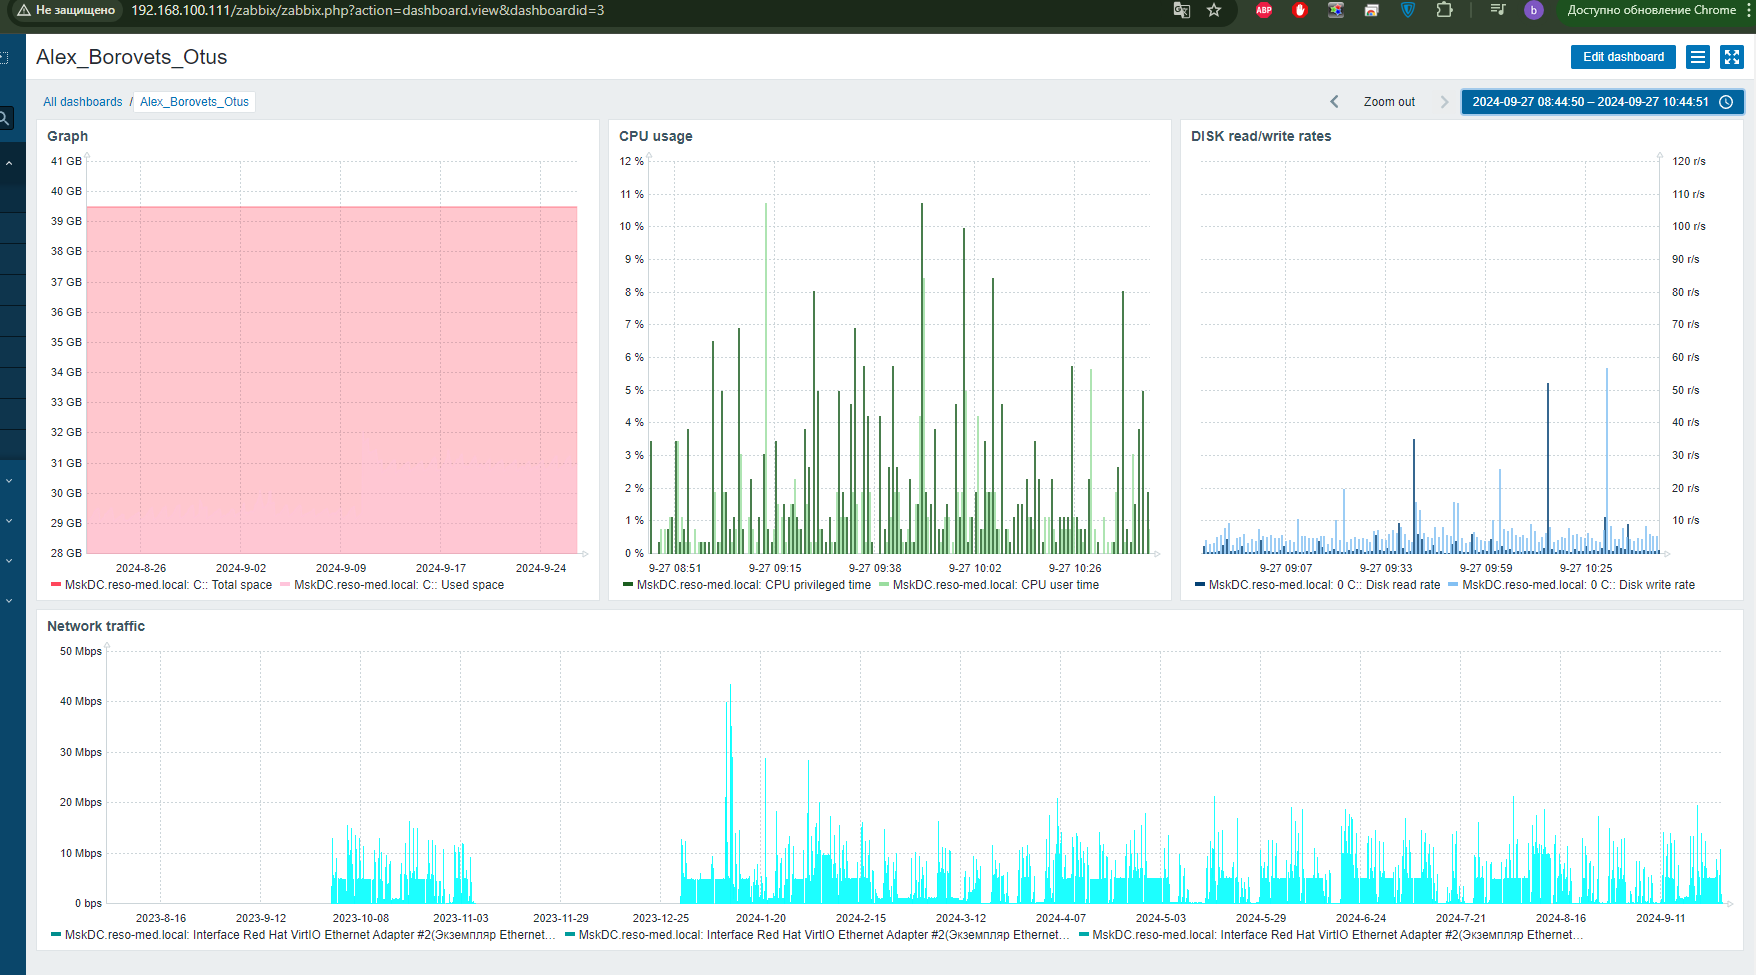 Не защищено
192.168.100.111/zabbix/zabbix.php?action=dashboard.view&dashboardid=3
ABP
b
Доступно обновление Chrome
Alex_Borovets_Otus
Edit dashboard
All dashboards / Alex_Borovets_Otus
Zoom out
2024-09-27 08:44:50 – 2024-09-27 10:44:51
Graph
41 GB
40 GB
39 GB
38 GB
37 GB
36 GB
35 GB
34 GB
33 GB
32 GB
31 GB
30 GB
29 GB
28 GB
2024-8-26 2024-9-02 2024-9-09 2024-9-17 2024-9-24
MskDC.reso-med.local: C:: Total space MskDC.reso-med.local: C:: Used space
CPU usage
12 %
11 %
10 %
9 %
8 %
7 %
6 %
5 %
4 %
3 %
2 %
1 %
0 %
9-27 08:51 9-27 09:15 9-27 09:38 9-27 10:02 9-27 10:26
MskDC.reso-med.local: CPU privileged time MskDC.reso-med.local: CPU user time
DISK read/write rates
120 r/s
110 r/s
100 r/s
90 r/s
80 r/s
70 r/s
60 r/s
50 r/s
40 r/s
30 r/s
20 r/s
10 r/s
9-27 09:07 9-27 09:33 9-27 09:59 9-27 10:25
MskDC.reso-med.local: 0 C:: Disk read rate MskDC.reso-med.local: 0 C:: Disk write rate
Network traffic
50 Mbps
40 Mbps
30 Mbps
20 Mbps
10 Mbps
0 bps
2023-8-16 2023-9-12 2023-10-08 2023-11-03 2023-11-29 2023-12-25 2024-1-20 2024-2-15 2024-3-12 2024-4-07 2024-5-03 2024-5-29 2024-6-24 2024-7-21 2024-8-16 2024-9-11
MskDC.reso-med.local: Interface Red Hat VirtIO Ethernet Adapter #2(Экземпляр Ethernet... MskDC.reso-med.local: Interface Red Hat VirtIO Ethernet Adapter #2(Экземпляр Ethernet... MskDC.reso-med.local: Interface Red Hat VirtIO Ethernet Adapter #2(Экземпляр Ethernet...